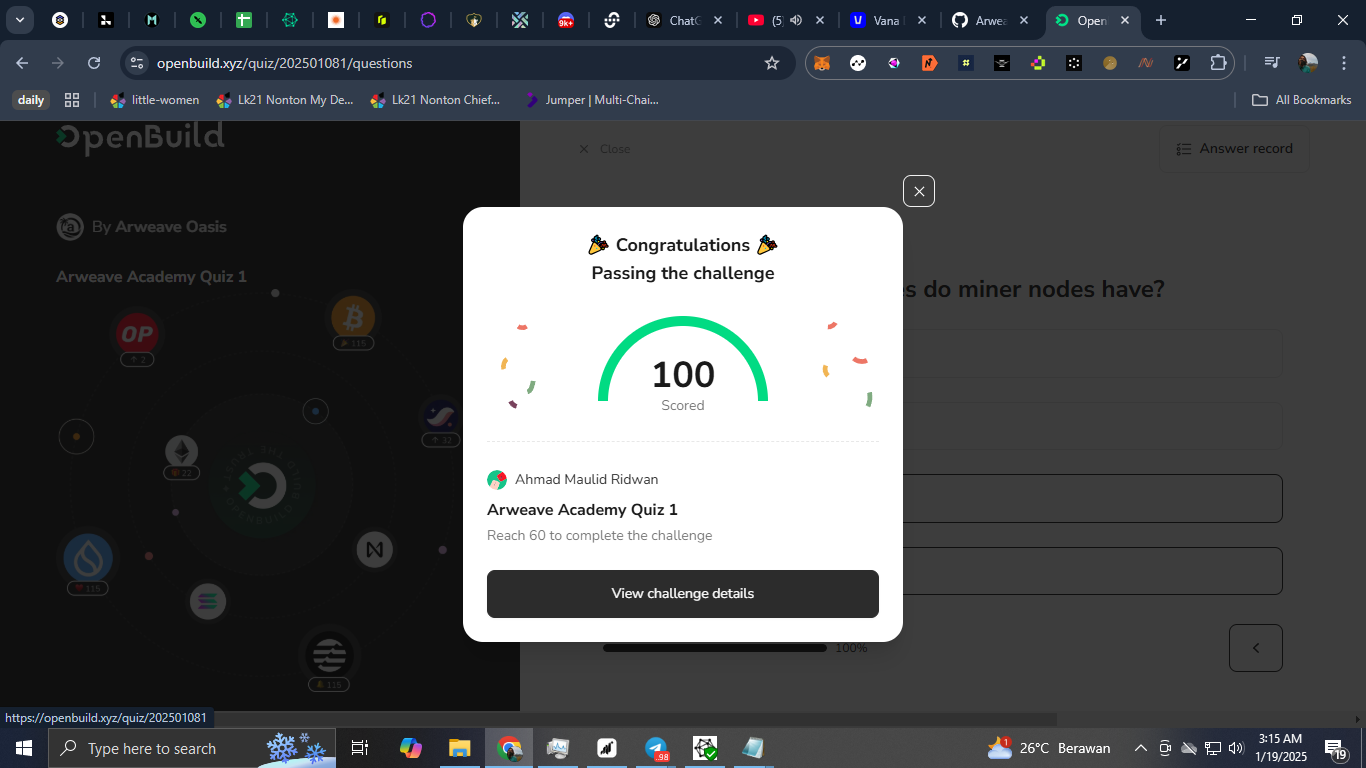 9K+
ChatG
(5
Vana
Arwea
Open
openbuild.xyz/quiz/202501081/questions
daily
little-women
Lk21 Nonton My De...
Lk21 Nonton Chief...
Jumper | Multi-Chai...
All Bookmarks
OpenBuild
Close
Answer record
By Arweave Oasis
Arweave Academy Quiz 1
OP
2
115
22
32
115
115
s do miner nodes have?
Congratulations
Passing the challenge
100
Scored
Ahmad Maulid Ridwan
Arweave Academy Quiz 1
Reach 60 to complete the challenge
View challenge details
100%
https://openbuild.xyz/quiz/202501081
Type here to search
.98
1
26°C Berawan
3:15 AM
1/19/2025
19